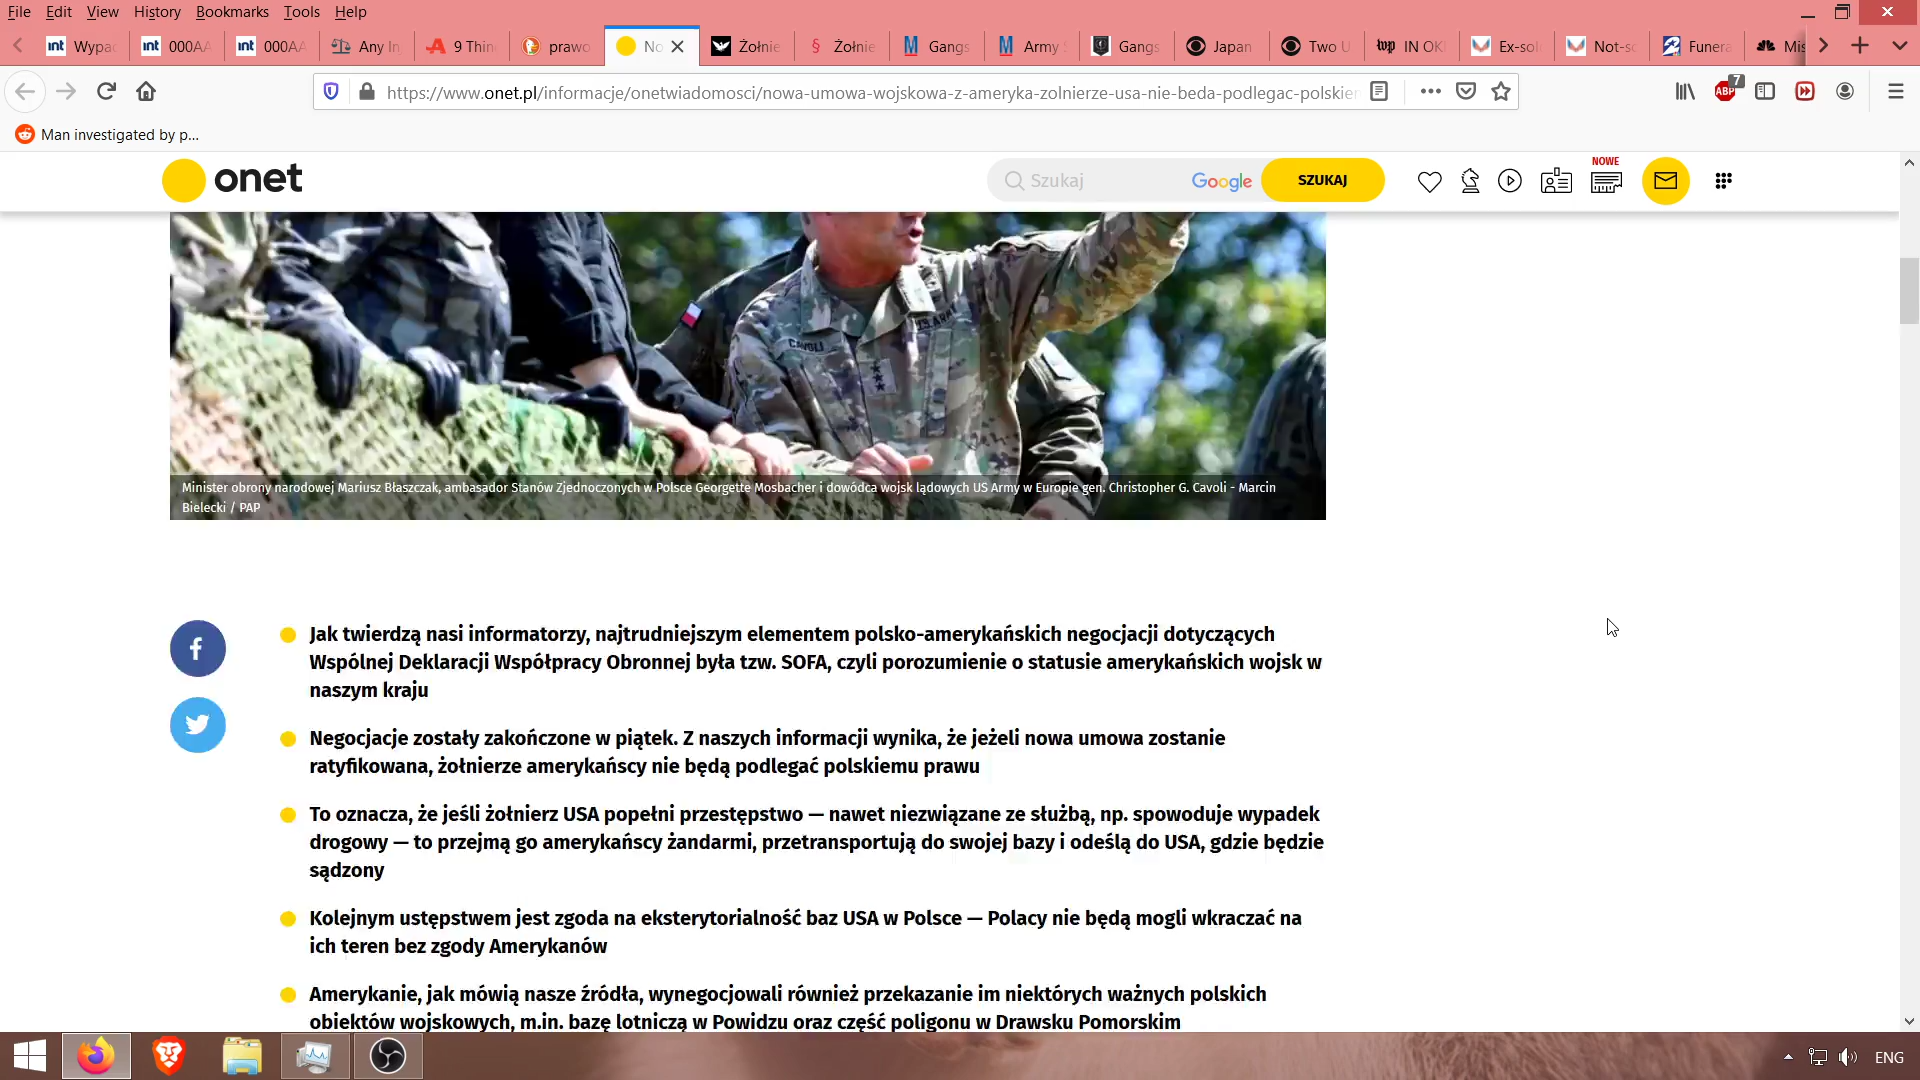 File Edit View History Bookmarks Tools Help
Wypa 000A 000A Any In 9 Thin prawo No Żołnie Żołnie Gangs Army Gangs Japan Two U IN OK Ex-sol Not-s Funera Mis
https://www.onet.pl/informacje/onetwiadomosci/nowa-umowa-wojskowa-z-ameryka-zolnierze-usa-nie-beda-podlegac-polskie
ABP 7
Man investigated by p...
onet Szukaj Google SZUKAJ NOWE
U.S. ARMY
CAVOLI
Minister obrony narodowej Mariusz Błaszczak, ambasador Stanów Zjednoczonych w Polsce Georgette Mosbacher i dowódca wojsk lądowych US Army w Europie gen. Christopher G. Cavoli - Marcin
Bielecki / PAP
Jak twierdzą nasi informatorzy, najtrudniejszym elementem polsko-amerykańskich negocjacji dotyczących
Wspólnej Deklaracji Współpracy Obronnej była tzw. SOFA, czyli porozumienie o statusie amerykańskich wojsk w
naszym kraju
Negocjacje zostały zakończone w piątek. Z naszych informacji wynika, że jeżeli nowa umowa zostanie
ratyfikowana, żołnierze amerykańscy nie będą podlegać polskiemu prawu
To oznacza, że jeśli żołnierz USA popełni przestępstwo — nawet niezwiązane ze służbą, np. spowoduje wypadek
drogowy — to przejmą go amerykańscy żandarmi, przetransportują do swojej bazy i odeślą do USA, gdzie będzie
sądzony
Kolejnym ustępstwem jest zgoda na eksterytorialność baz USA w Polsce — Polacy nie będą mogli wkraczać na
ich teren bez zgody Amerykanów
Amerykanie, jak mówią nasze źródła, wynegocjowali również przekazanie im niektórych ważnych polskich
obiektów wojskowych, m.in. bazę lotniczą w Powidzu oraz część poligonu w Drawsku Pomorskim
ENG